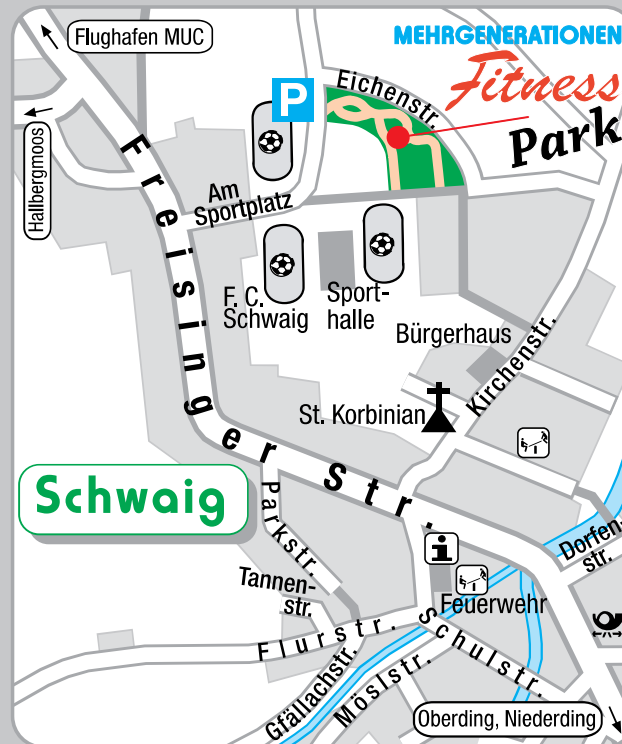 Flughafen MUC
MEHRGENERATIONEN
Fitness
Park
P
Eichenstr.
Hallbergmoos
Am
Sportplatz
Freisinger Str.
F. C.
Schwaig
Sport-
halle
Bürgerhaus
Kirchenstr.
St. Korbinian
Schwaig
Parkstr.
Tannen-
str.
i
Dorfen-
str.
Feuerwehr
Flurstr.
Schulstr.
Gfällachstr.
Möslstr.
Oberding, Niederding